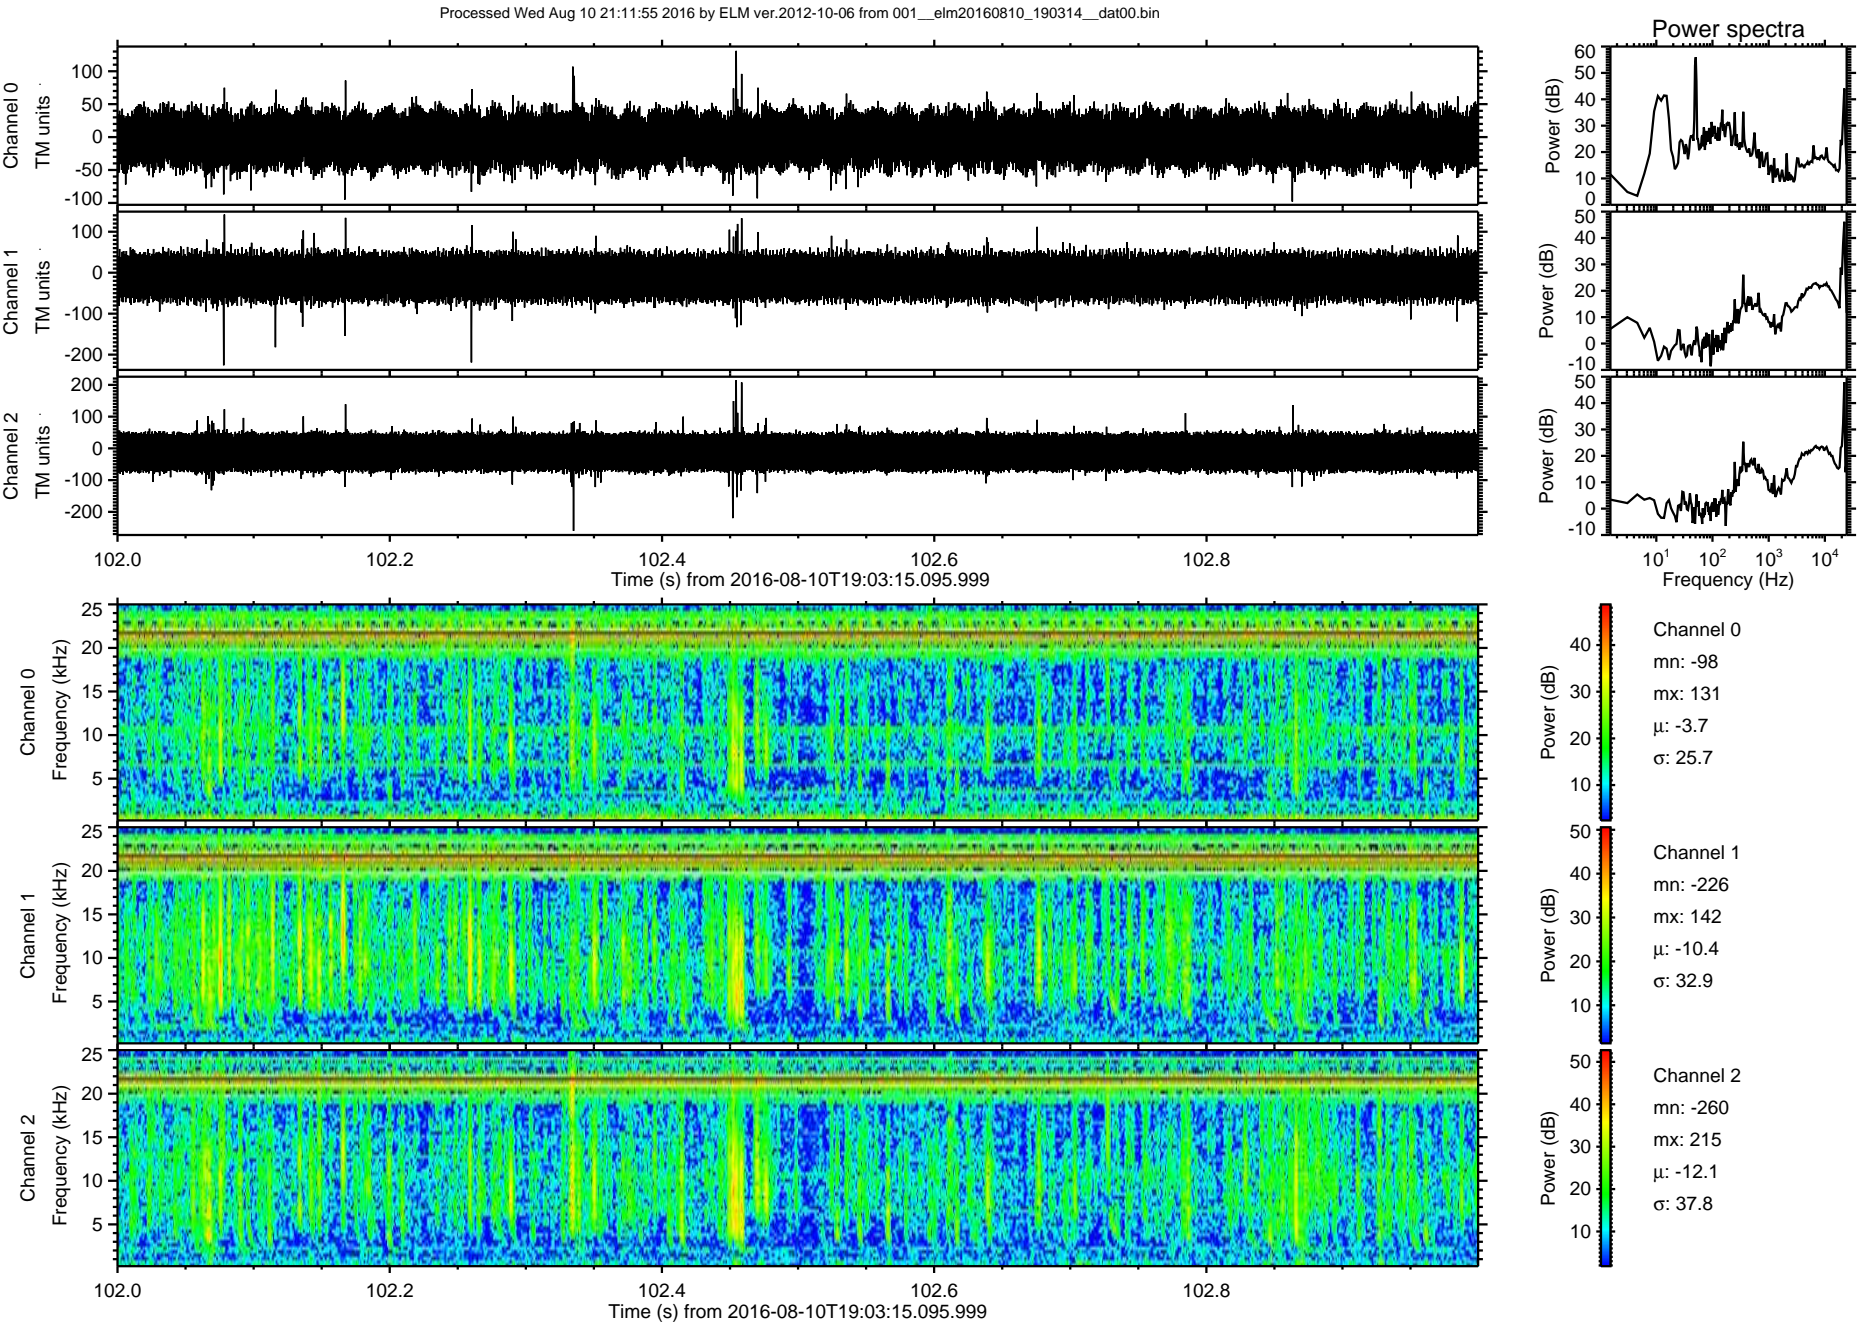 Processed Wed Aug 10 21:11:55 2016 by ELM ver.2012-10-06 from 001__elm20160810_190314__dat00.bin
Power spectra
Channel 0
TM units
100
50
0
-50
-100
Power (dB)
60
50
40
30
20
10
0
Channel 1
TM units
100
0
-100
-200
Power (dB)
50
40
30
20
10
0
-10
Channel 2
TM units
200
100
0
-100
-200
Power (dB)
50
40
30
20
10
0
-10
102.0 102.2 102.4 102.6 102.8
Time (s) from 2016-08-10T19:03:15.095.999
10¹ 10² 10³ 10⁴
Frequency (Hz)
Channel 0
Frequency (kHz)
25
20
15
10
5
Power (dB)
40
30
20
10
Channel 0
mn: -98
mx: 131
μ: -3.7
σ: 25.7
Channel 1
Frequency (kHz)
25
20
15
10
5
Power (dB)
50
40
30
20
10
Channel 1
mn: -226
mx: 142
μ: -10.4
σ: 32.9
Channel 2
Frequency (kHz)
25
20
15
10
5
Power (dB)
50
40
30
20
10
Channel 2
mn: -260
mx: 215
μ: -12.1
σ: 37.8
102.0 102.2 102.4 102.6 102.8
Time (s) from 2016-08-10T19:03:15.095.999